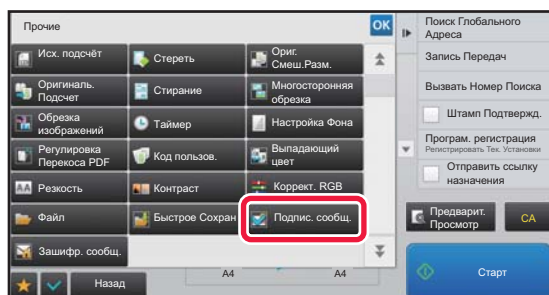 Прочие
OK
Исх. подсчёт
Стереть
Ориг.
Смеш.Разм.
Оригиналь.
Подсчет
Стирание
Многосторонняя
обрезка
Обрезка
изображений
Таймер
Настройка Фона
Регулировка
Перекоса PDF
Код пользов.
Выпадающий
цвет
AA Резкость
Контраст
Коррект. RGB
Файл
Быстрое Сохран
Подпис. сообщ.
Зашифр. сообщ.
Назад
A4
A4
Поиск Глобального
Адреса
Запись Передач
Вызвать Номер Поиска
Штамп Подтвержд.
Програм. регистрация
Регистрировать Тек. Установки
Отправить ссылку
назначения
Предварит.
Просмотр
CA
Старт